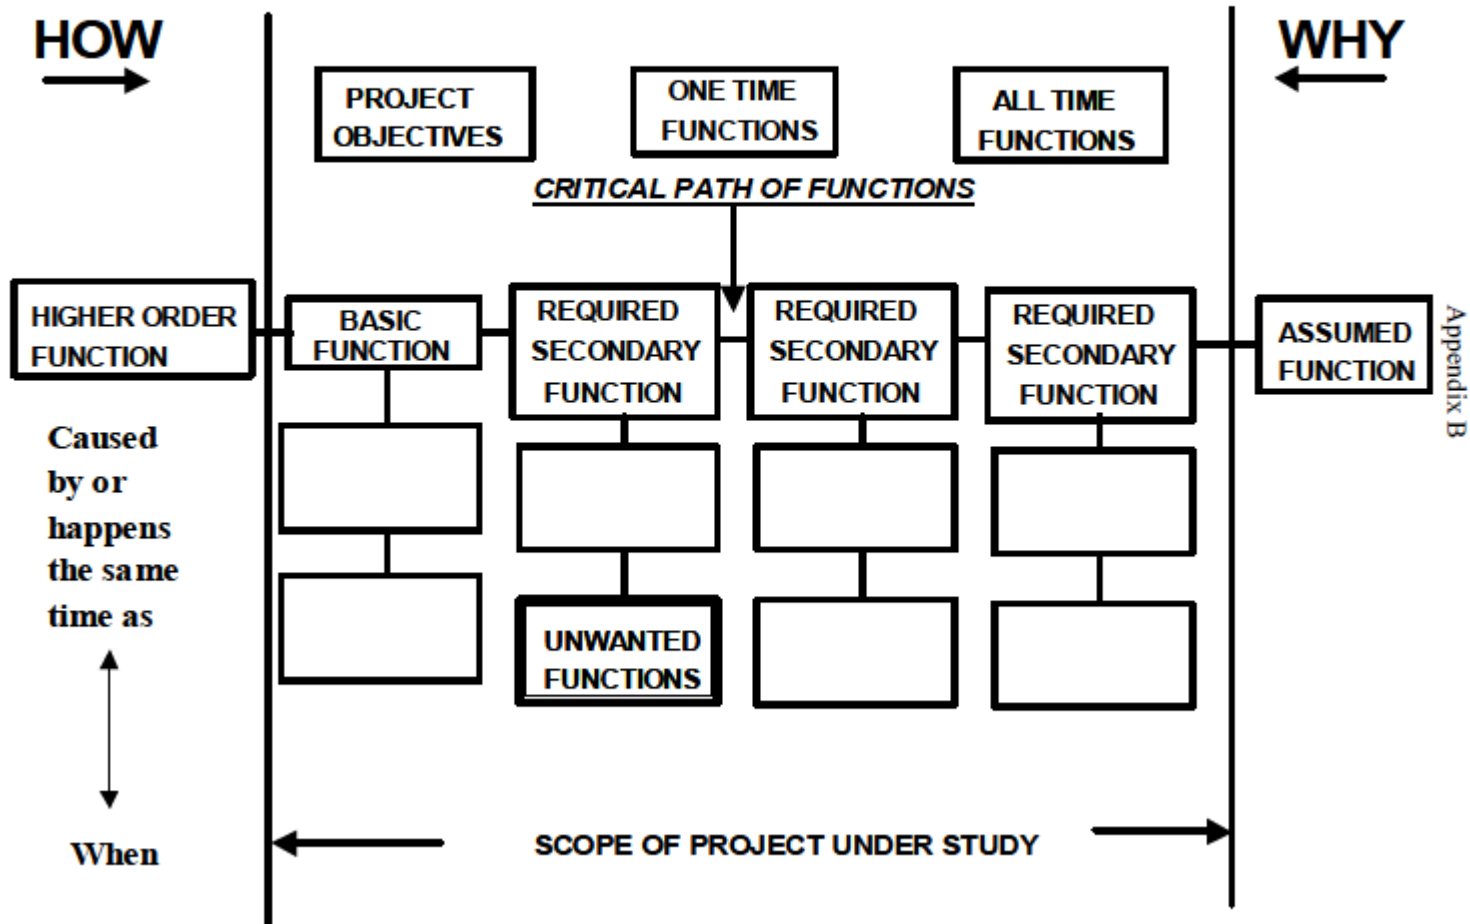 HOW
WHY
PROJECT
OBJECTIVES
ONE TIME
FUNCTIONS
ALL TIME
FUNCTIONS
CRITICAL PATH OF FUNCTIONS
HIGHER ORDER
FUNCTION
BASIC
FUNCTION
REQUIRED
SECONDARY
FUNCTION
REQUIRED
SECONDARY
FUNCTION
REQUIRED
SECONDARY
FUNCTION
ASSUMED
FUNCTION
Appendix B
Caused
by or
happens
the same
time as
UNWANTED
FUNCTIONS
When
SCOPE OF PROJECT UNDER STUDY